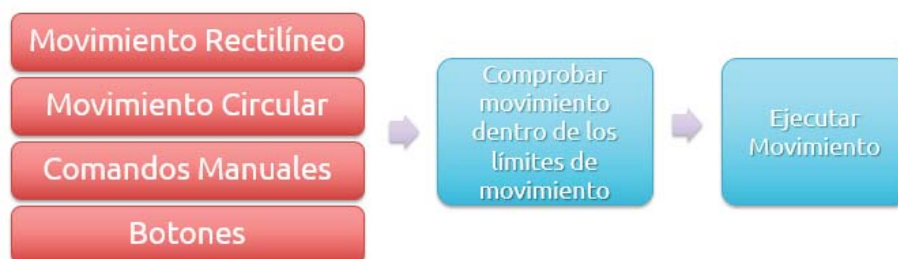 Movimiento Rectilíneo
Movimiento Circular
Comandos Manuales
Botones
Comprobar
movimiento
dentro de los
límites de
movimiento
Ejecutar
Movimiento